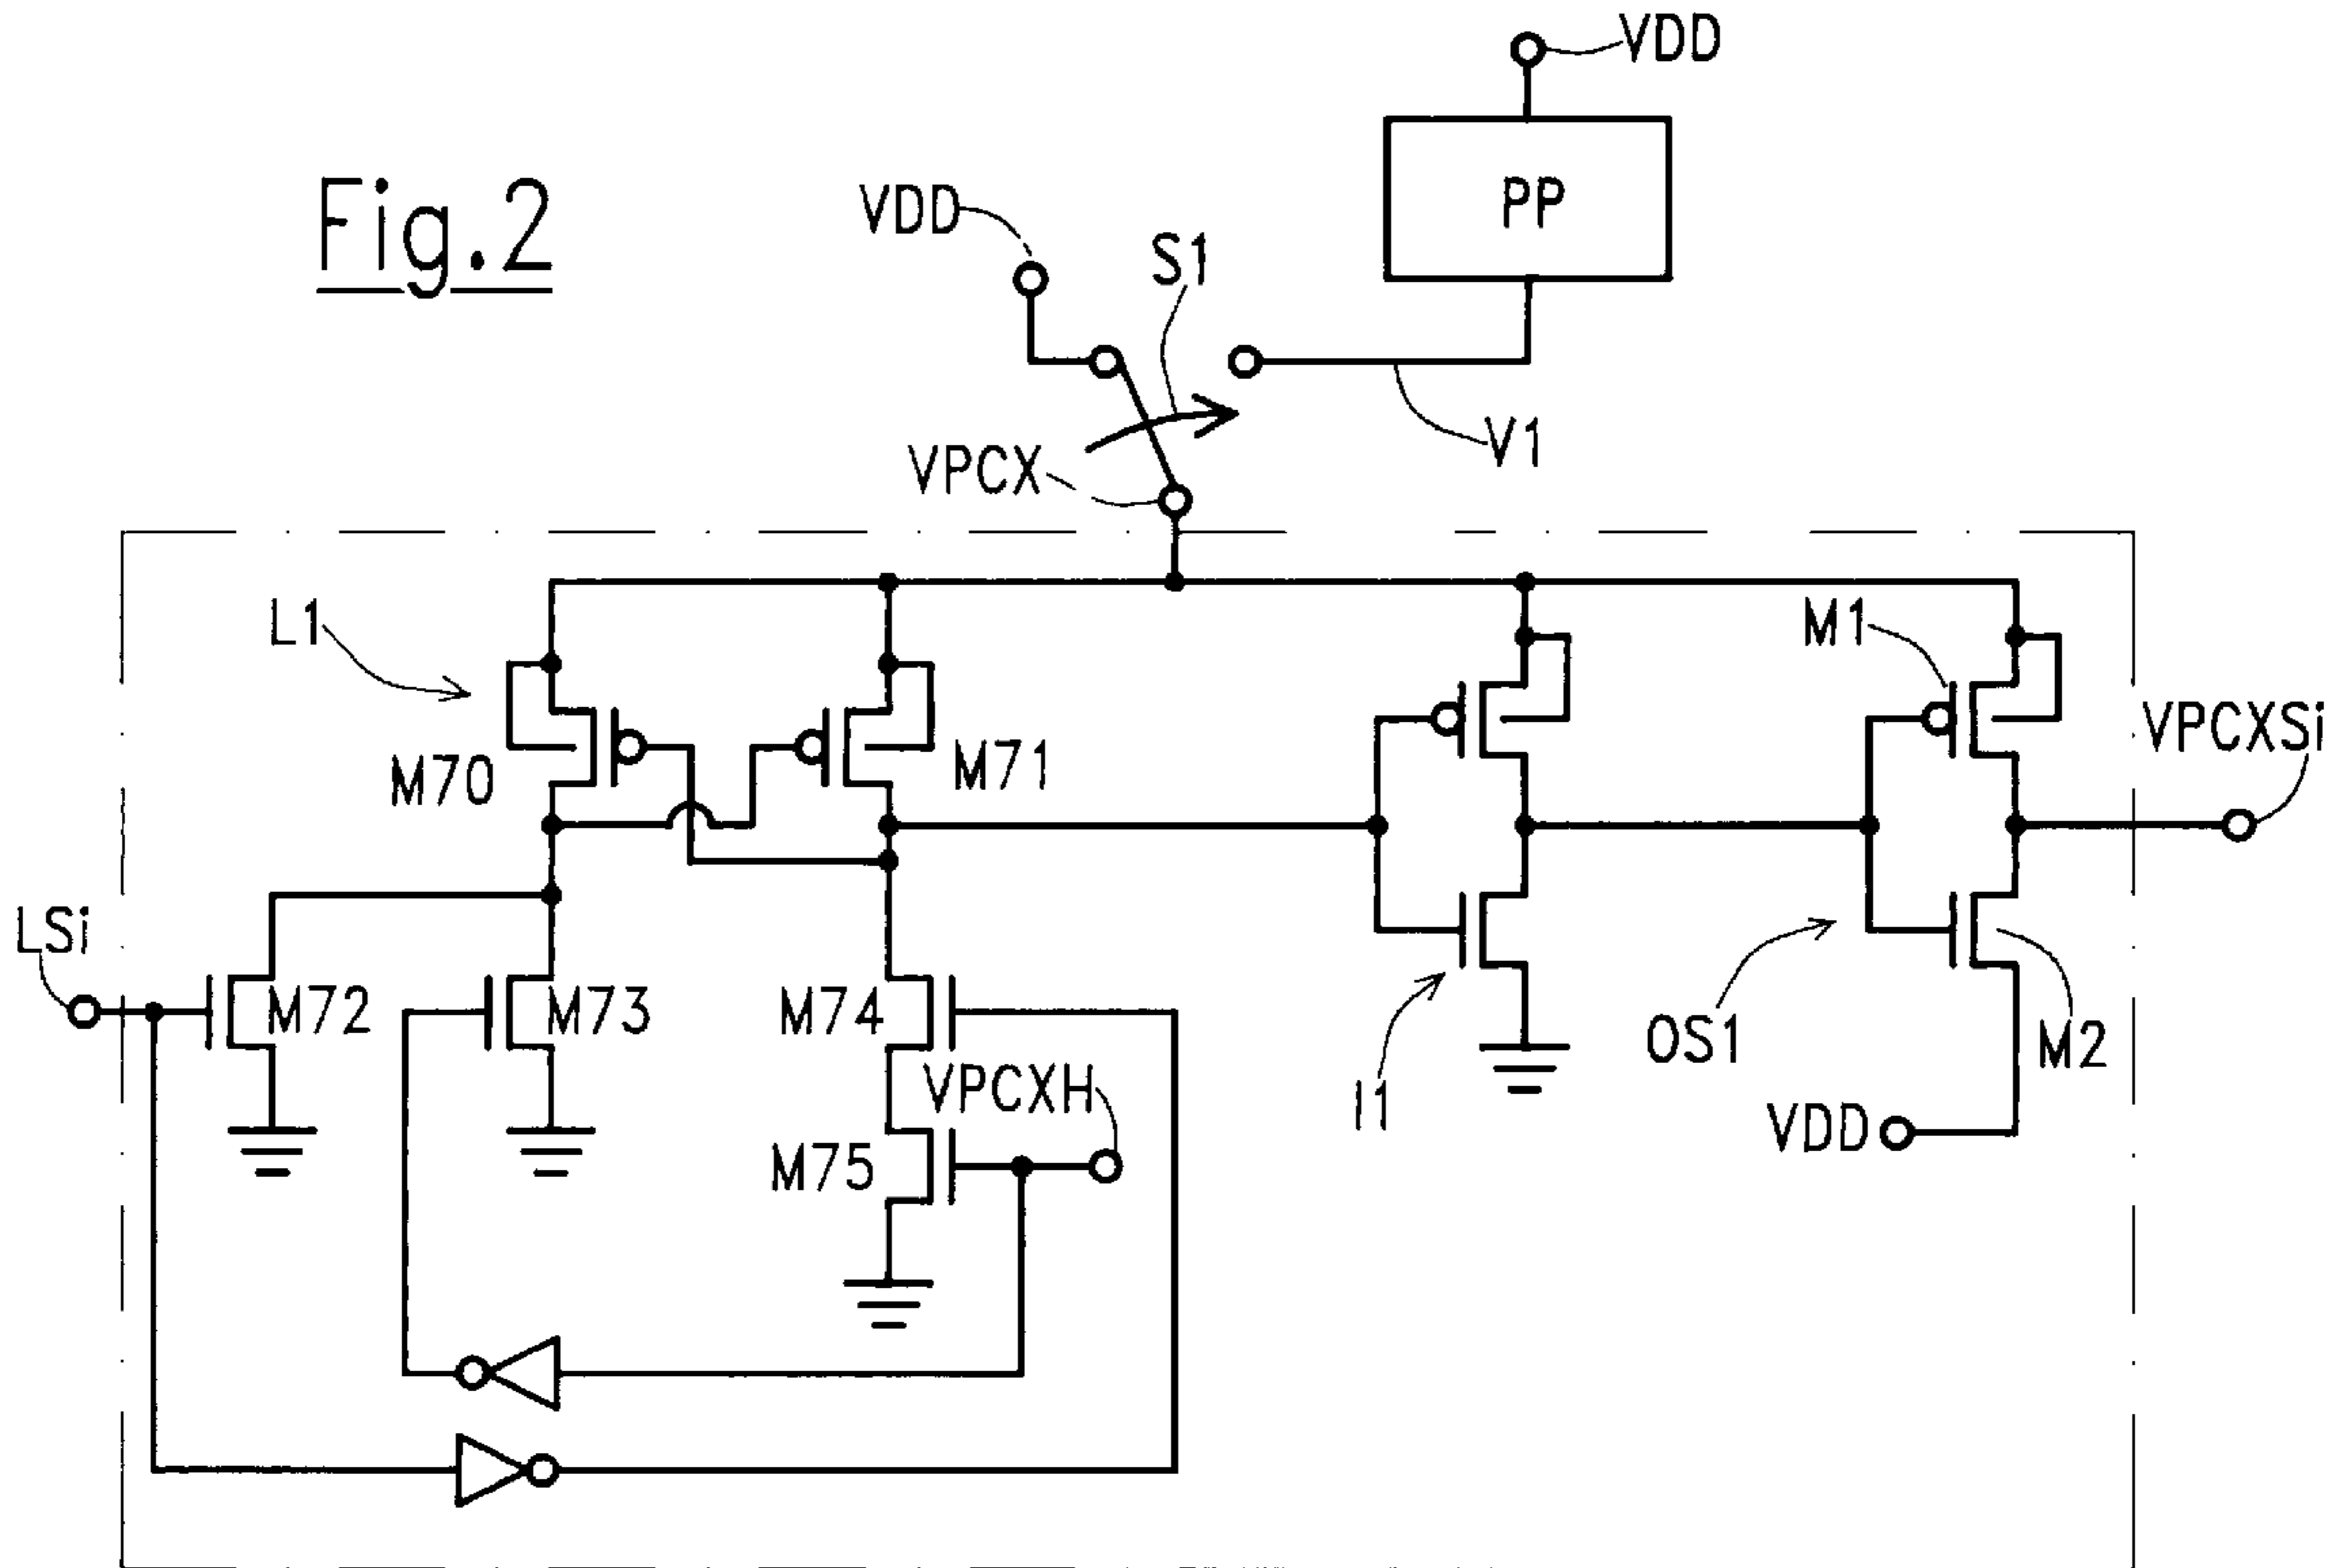 VDD
Fig.2
PP
VDD
S1
V1
VPCX
L1
M1
VPCXSi
M70
M71
LSi
M72
M73
M74
VPCXH
OS1
M2
I1
VDD
M75